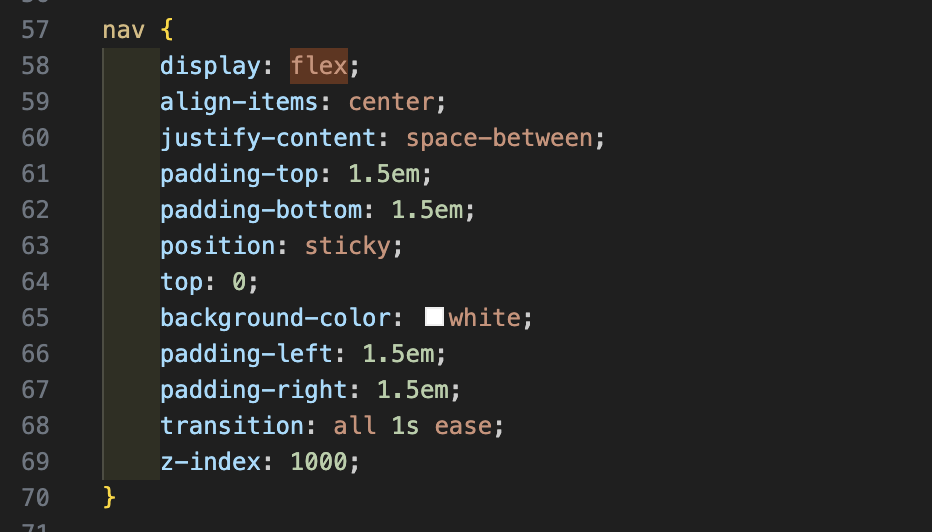 57 nav {
58 display: flex;
59 align-items: center;
60 justify-content: space-between;
61 padding-top: 1.5em;
62 padding-bottom: 1.5em;
63 position: sticky;
64 top: 0;
65 background-color: white;
66 padding-left: 1.5em;
67 padding-right: 1.5em;
68 transition: all 1s ease;
69 z-index: 1000;
70 }